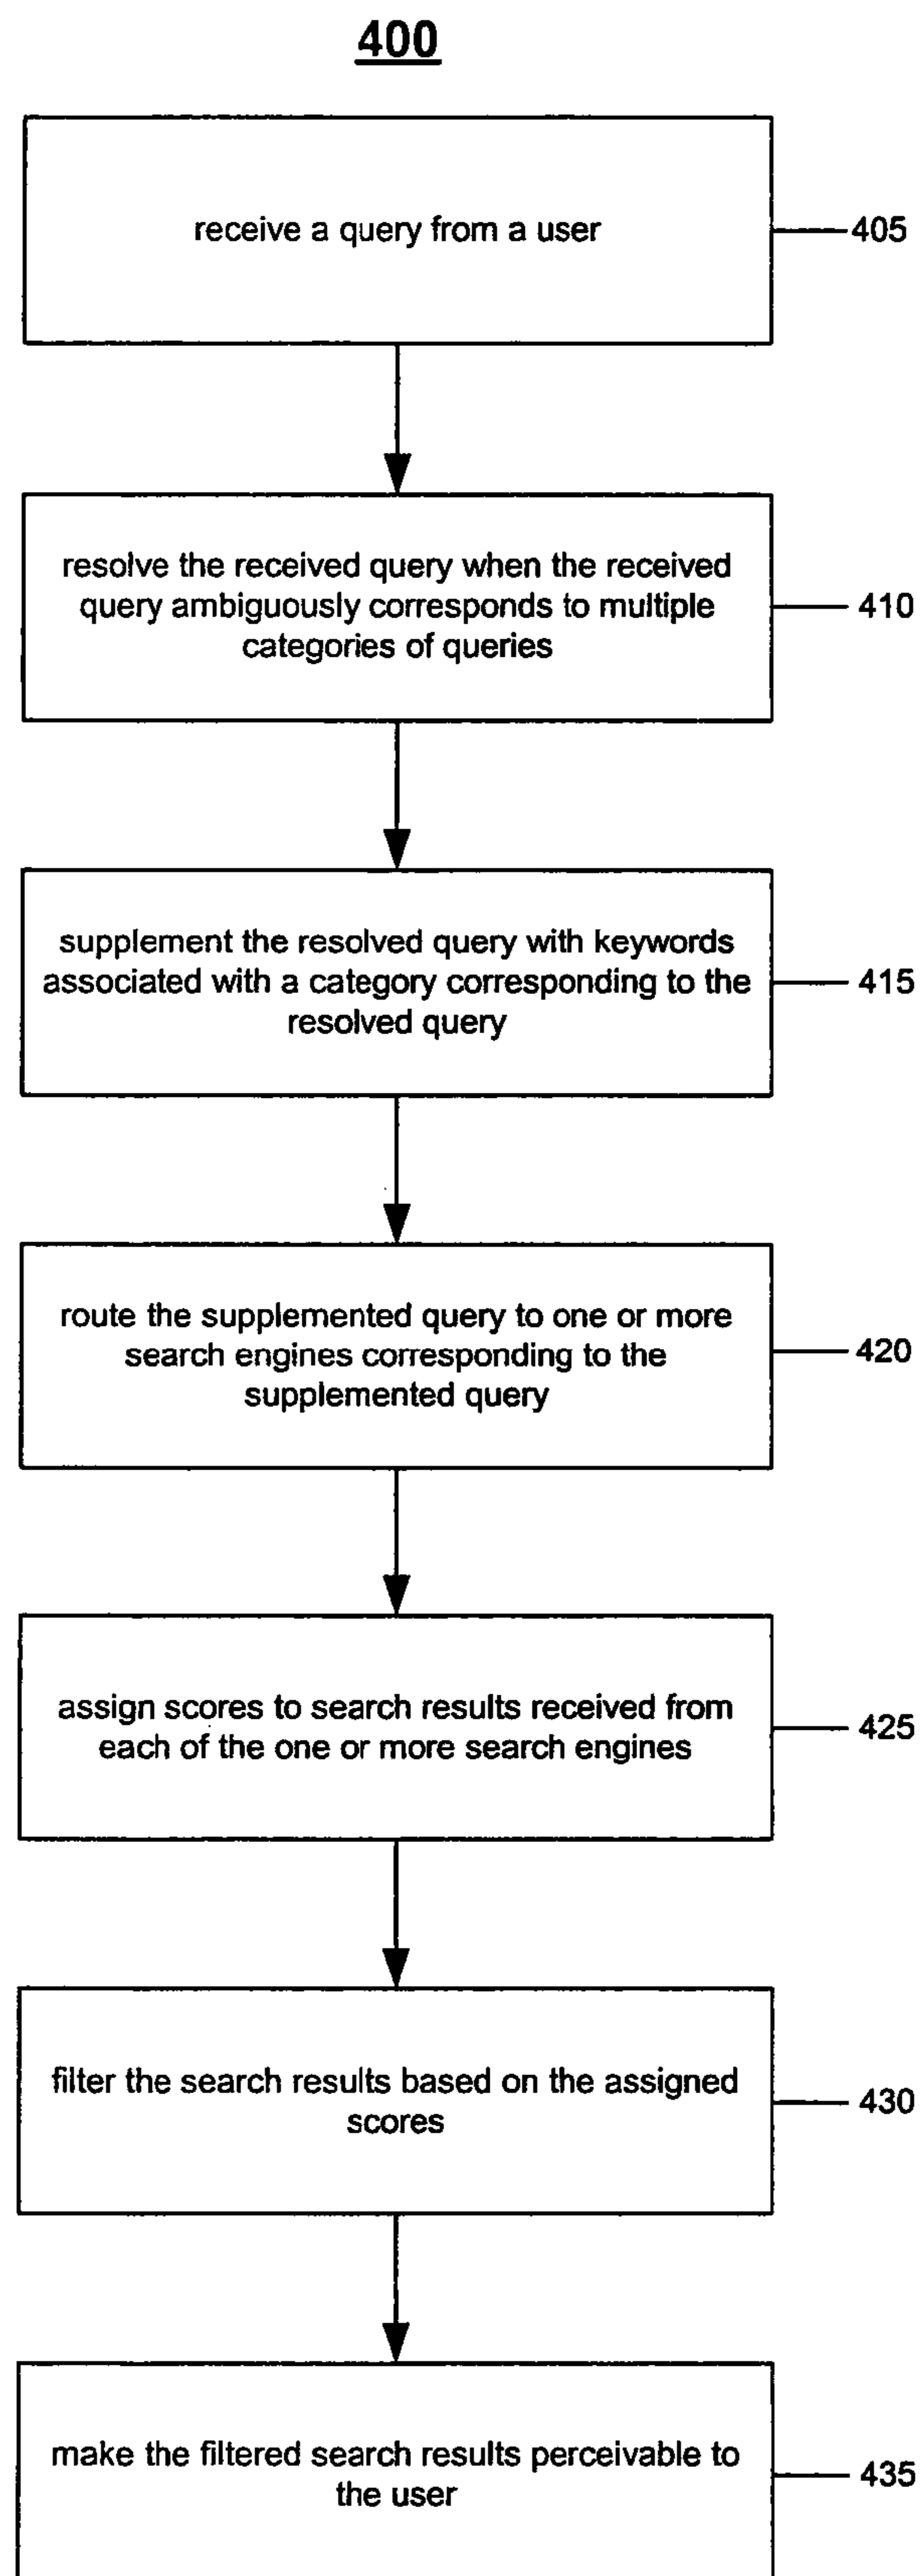 400
receive a query from a user
405
resolve the received query when the received
query ambiguously corresponds to multiple
categories of queries
410
supplement the resolved query with keywords
associated with a category corresponding to the
resolved query
415
route the supplemented query to one or more
search engines corresponding to the
supplemented query
420
assign scores to search results received from
each of the one or more search engines
425
filter the search results based on the assigned
scores
430
make the filtered search results perceivable to
the user
435